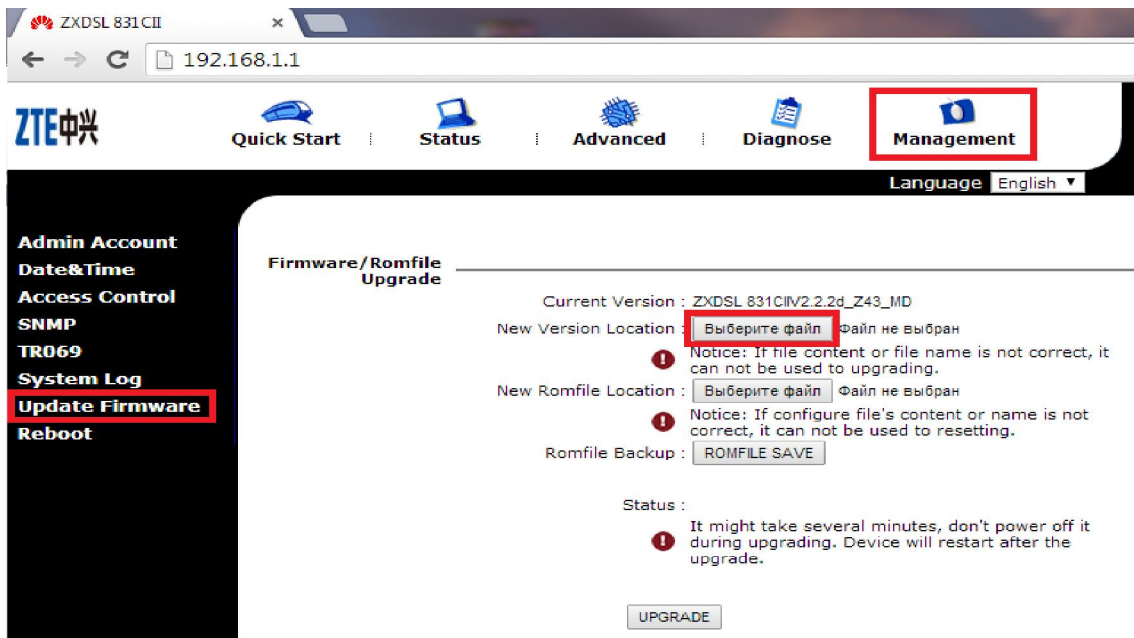 ZXDSL 831CII
192.168.1.1
ZTE中兴
Quick Start
Status
Advanced
Diagnose
Management
Language English
Admin Account
Date&Time
Access Control
SNMP
TR069
System Log
Update Firmware
Reboot
Firmware/Romfile
Upgrade
Current Version : ZXDSL 831CIIV2.2.2d_Z43_MD
New Version Location : Выберите файл Файл не выбран
Notice: If file content or file name is not correct, it
can not be used to upgrading.
New Romfile Location : Выберите файл Файл не выбран
Notice: If configure file's content or name is not
correct, it can not be used to resetting.
Romfile Backup : ROMFILE SAVE
Status :
It might take several minutes, don't power off it
during upgrading. Device will restart after the
upgrade.
UPGRADE